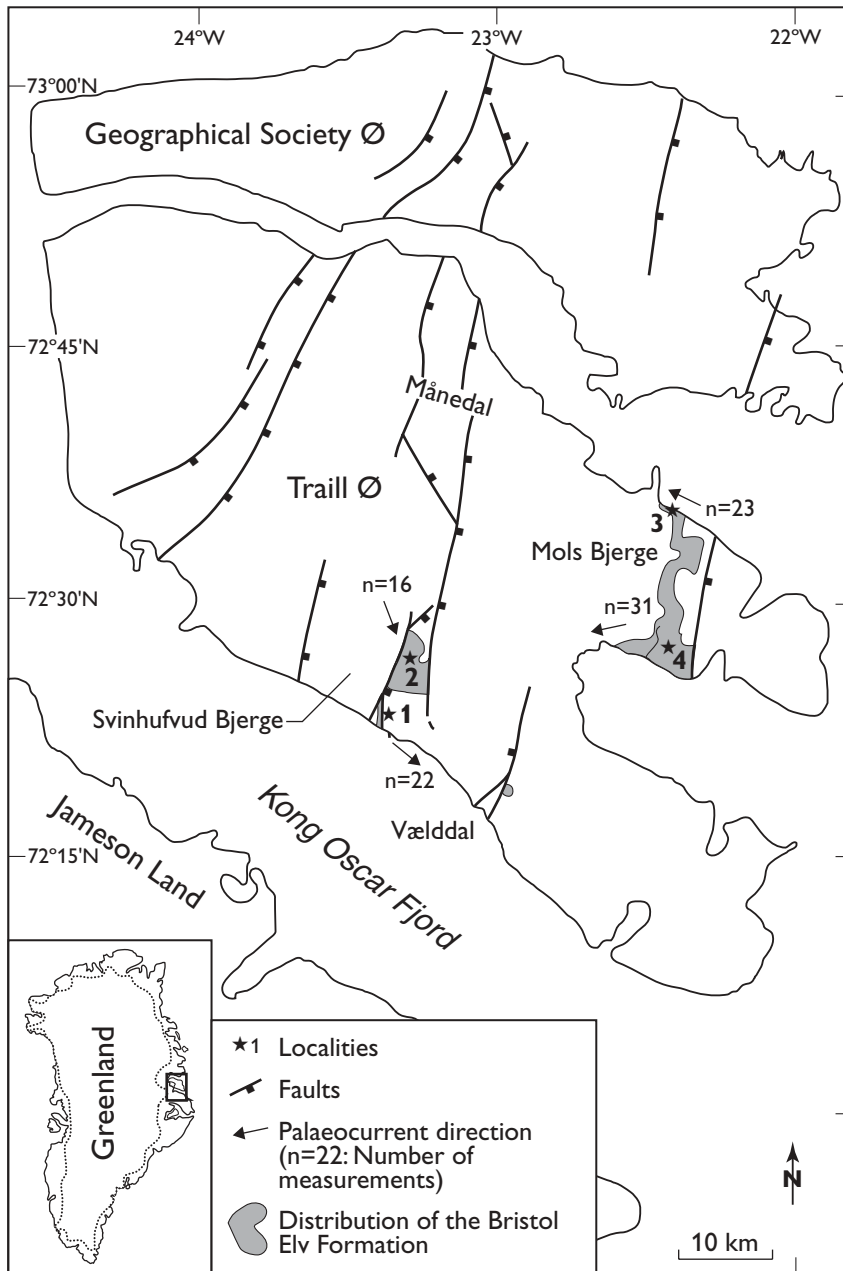 24°W
23°W
22°W
73°00'N
Geographical Society Ø
72°45'N
Månedal
Traill Ø
n=23
3
Mols Bjerge
72°30'N
n=16
n=31
2
4
Svinhufvud Bjerge
1
n=22
Kong Oscar Fjord
Jameson Land
Vælddal
72°15'N
Greenland
1 Localities
Faults
Palaeocurrent direction
(n=22: Number of
measurements)
Distribution of the Bristol
Elv Formation
N
10 km